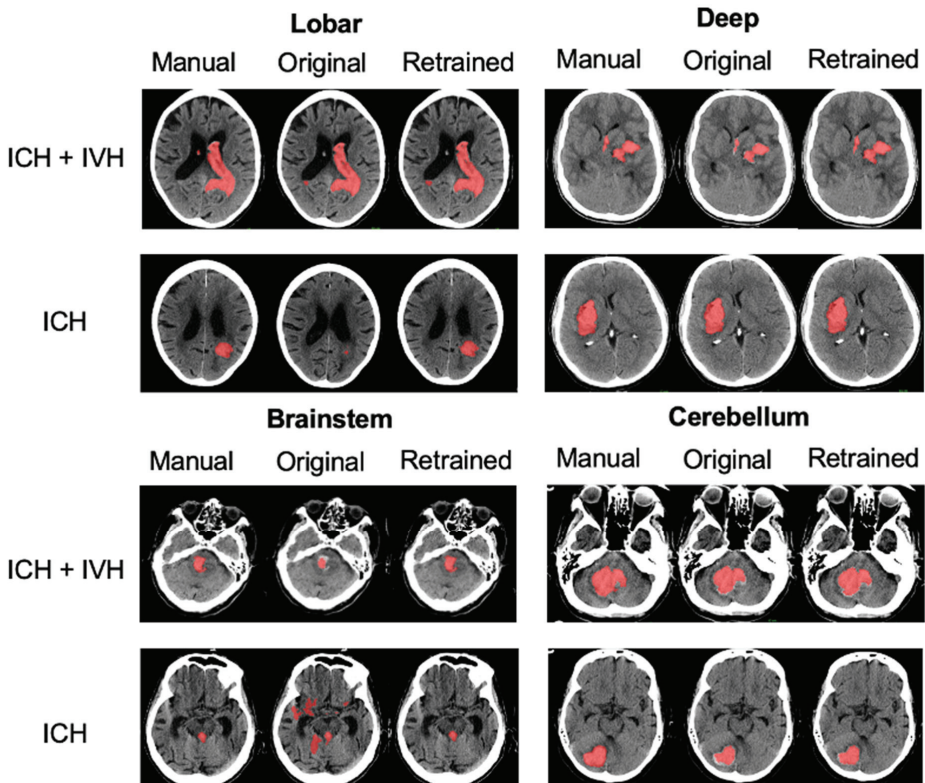 Lobar
Deep
Manual Original Retrained
Manual Original Retrained
ICH + IVH
ICH
Brainstem
Cerebellum
Manual Original Retrained
Manual Original Retrained
ICH + IVH
ICH